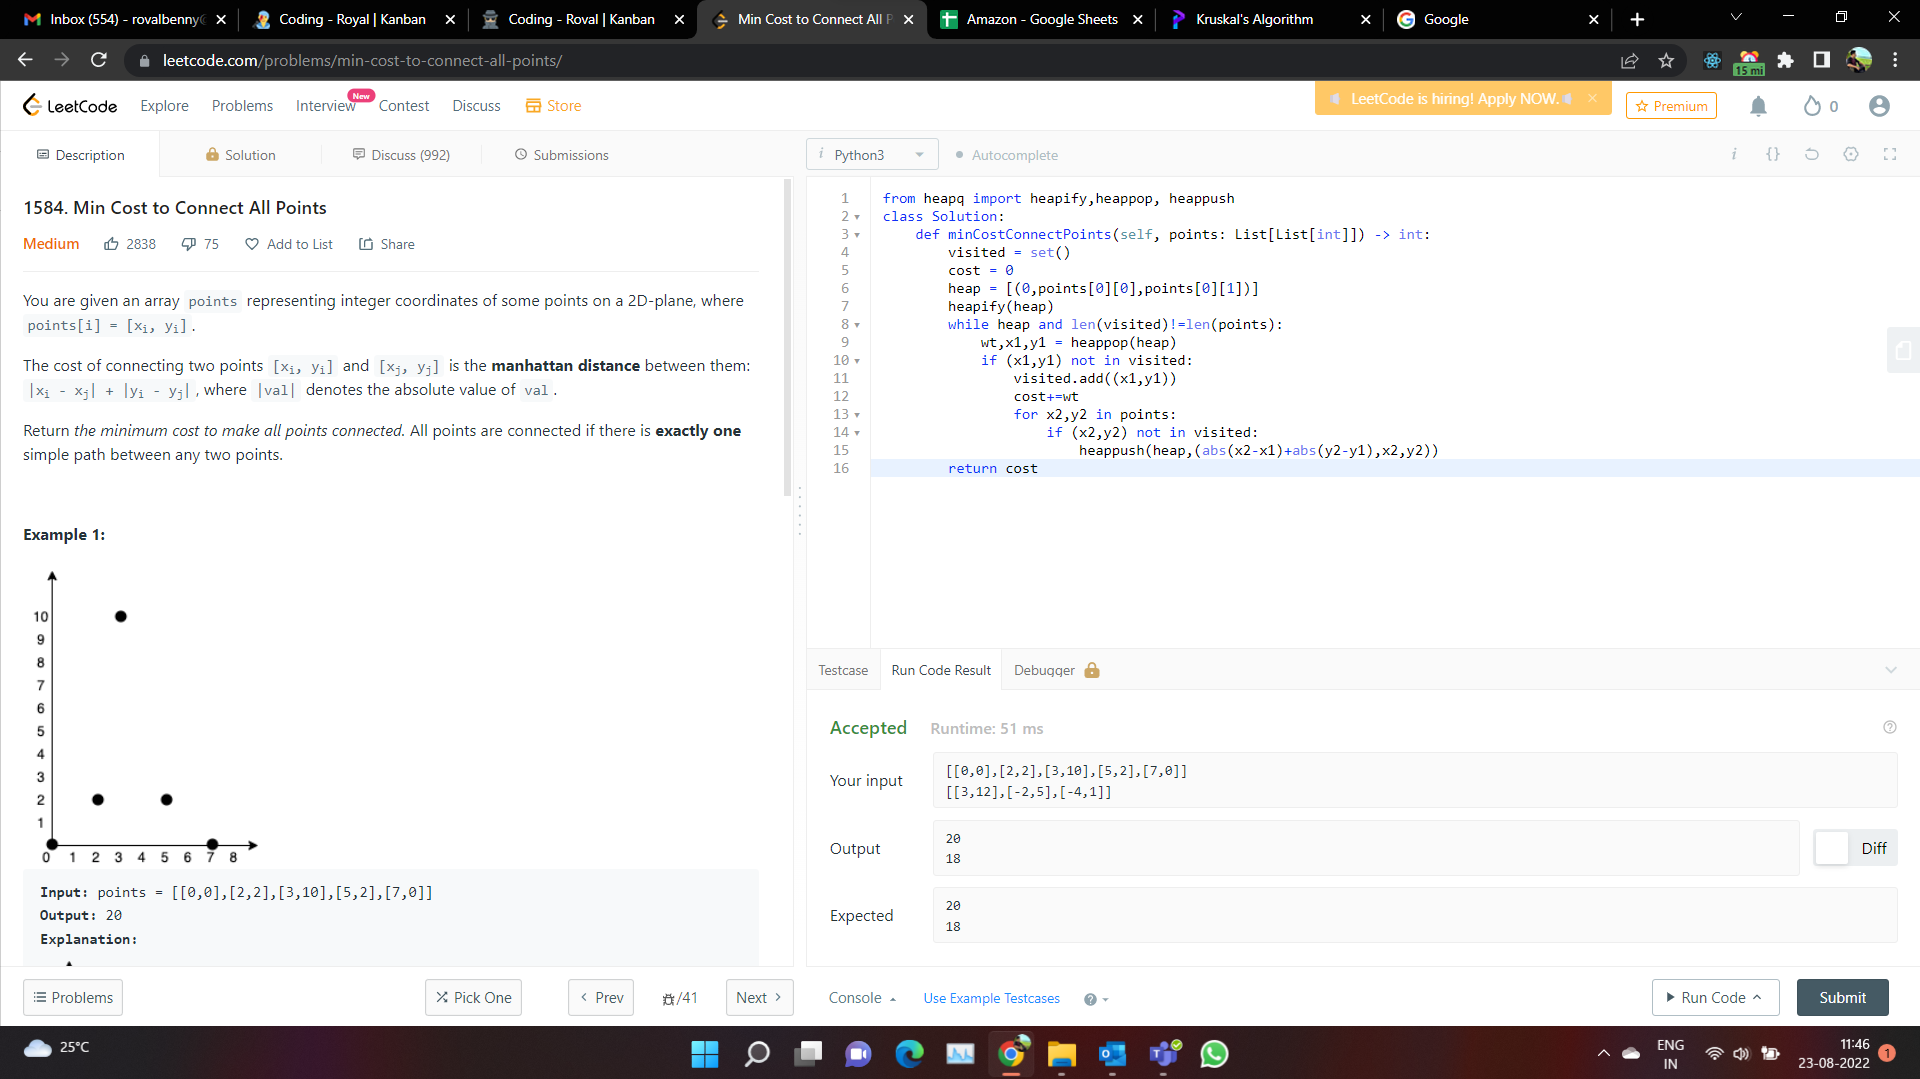 Inbox (554) - rovalbenny@
Coding - Royal | Kanban
Coding - Roval | Kanban
Min Cost to Connect All P
Amazon - Google Sheets
Kruskal's Algorithm
Google
leetcode.com/problems/min-cost-to-connect-all-points/
15 mi
LeetCode
Explore
Problems
Interview
New
Contest
Discuss
Store
LeetCode is hiring! Apply NOW.
Premium
0
Description
Solution
Discuss (992)
Submissions
Python3
Autocomplete
1584. Min Cost to Connect All Points
Medium
2838
75
Add to List
Share
You are given an array points representing integer coordinates of some points on a 2D-plane, where
points[i] = [xi, yi].
The cost of connecting two points [xi, yi] and [xj, yj] is the manhattan distance between them:
|xi - xj| + |yi - yj|, where |val| denotes the absolute value of val.
Return the minimum cost to make all points connected. All points are connected if there is exactly one
simple path between any two points.
Example 1:
10
9
8
7
6
5
4
3
2
1
0 1 2 3 4 5 6 7 8
Input: points = [[0,0],[2,2],[3,10],[5,2],[7,0]]
Output: 20
Explanation:
1 from heapq import heapify,heappop, heappush
2 class Solution:
3 def minCostConnectPoints(self, points: List[List[int]]) -> int:
4 visited = set()
5 cost = 0
6 heap = [(0,points[0][0],points[0][1])]
7 heapify(heap)
8 while heap and len(visited)!=len(points):
9 wt,x1,y1 = heappop(heap)
10 if (x1,y1) not in visited:
11 visited.add((x1,y1))
12 cost+=wt
13 for x2,y2 in points:
14 if (x2,y2) not in visited:
15 heappush(heap,(abs(x2-x1)+abs(y2-y1),x2,y2))
16 return cost
Testcase
Run Code Result
Debugger
Accepted
Runtime: 51 ms
Your input
[[0,0],[2,2],[3,10],[5,2],[7,0]]
[[3,12],[-2,5],[-4,1]]
Output
20
18
Diff
Expected
20
18
Problems
Pick One
Prev
/41
Next
Console
Use Example Testcases
Run Code
Submit
25°C
ENG
IN
11:46
23-08-2022
1